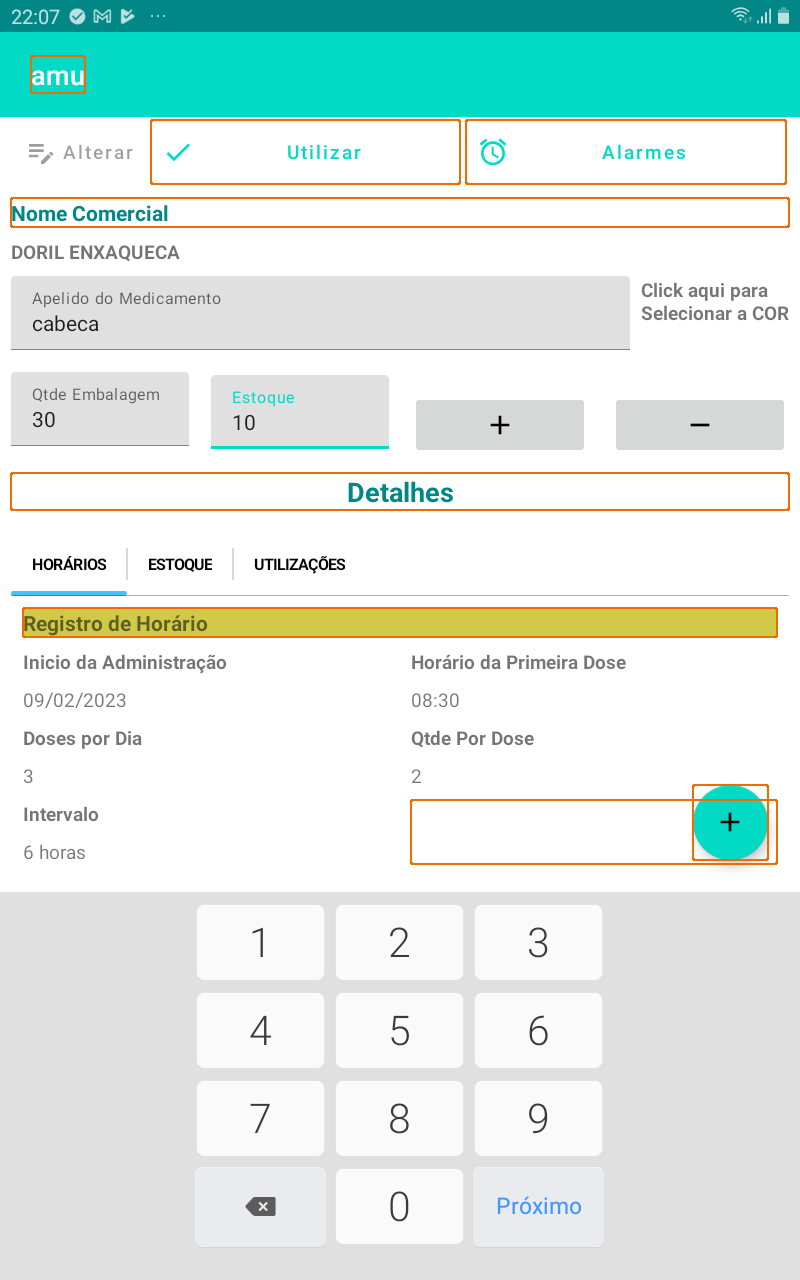 22:07
amu
Alterar
Utilizar
Alarmes
Nome Comercial
DORIL ENXAQUECA
Apelido do Medicamento
cabeca
Click aqui para
Selecionar a COR
Qtde Embalagem
30
Estoque
10
+
−
Detalhes
HORÁRIOS
ESTOQUE
UTILIZAÇÕES
Registro de Horário
Inicio da Administração
Horário da Primeira Dose
09/02/2023
08:30
Doses por Dia
Qtde Por Dose
3
2
Intervalo
+
6 horas
1
2
3
4
5
6
7
8
9
0
Próximo